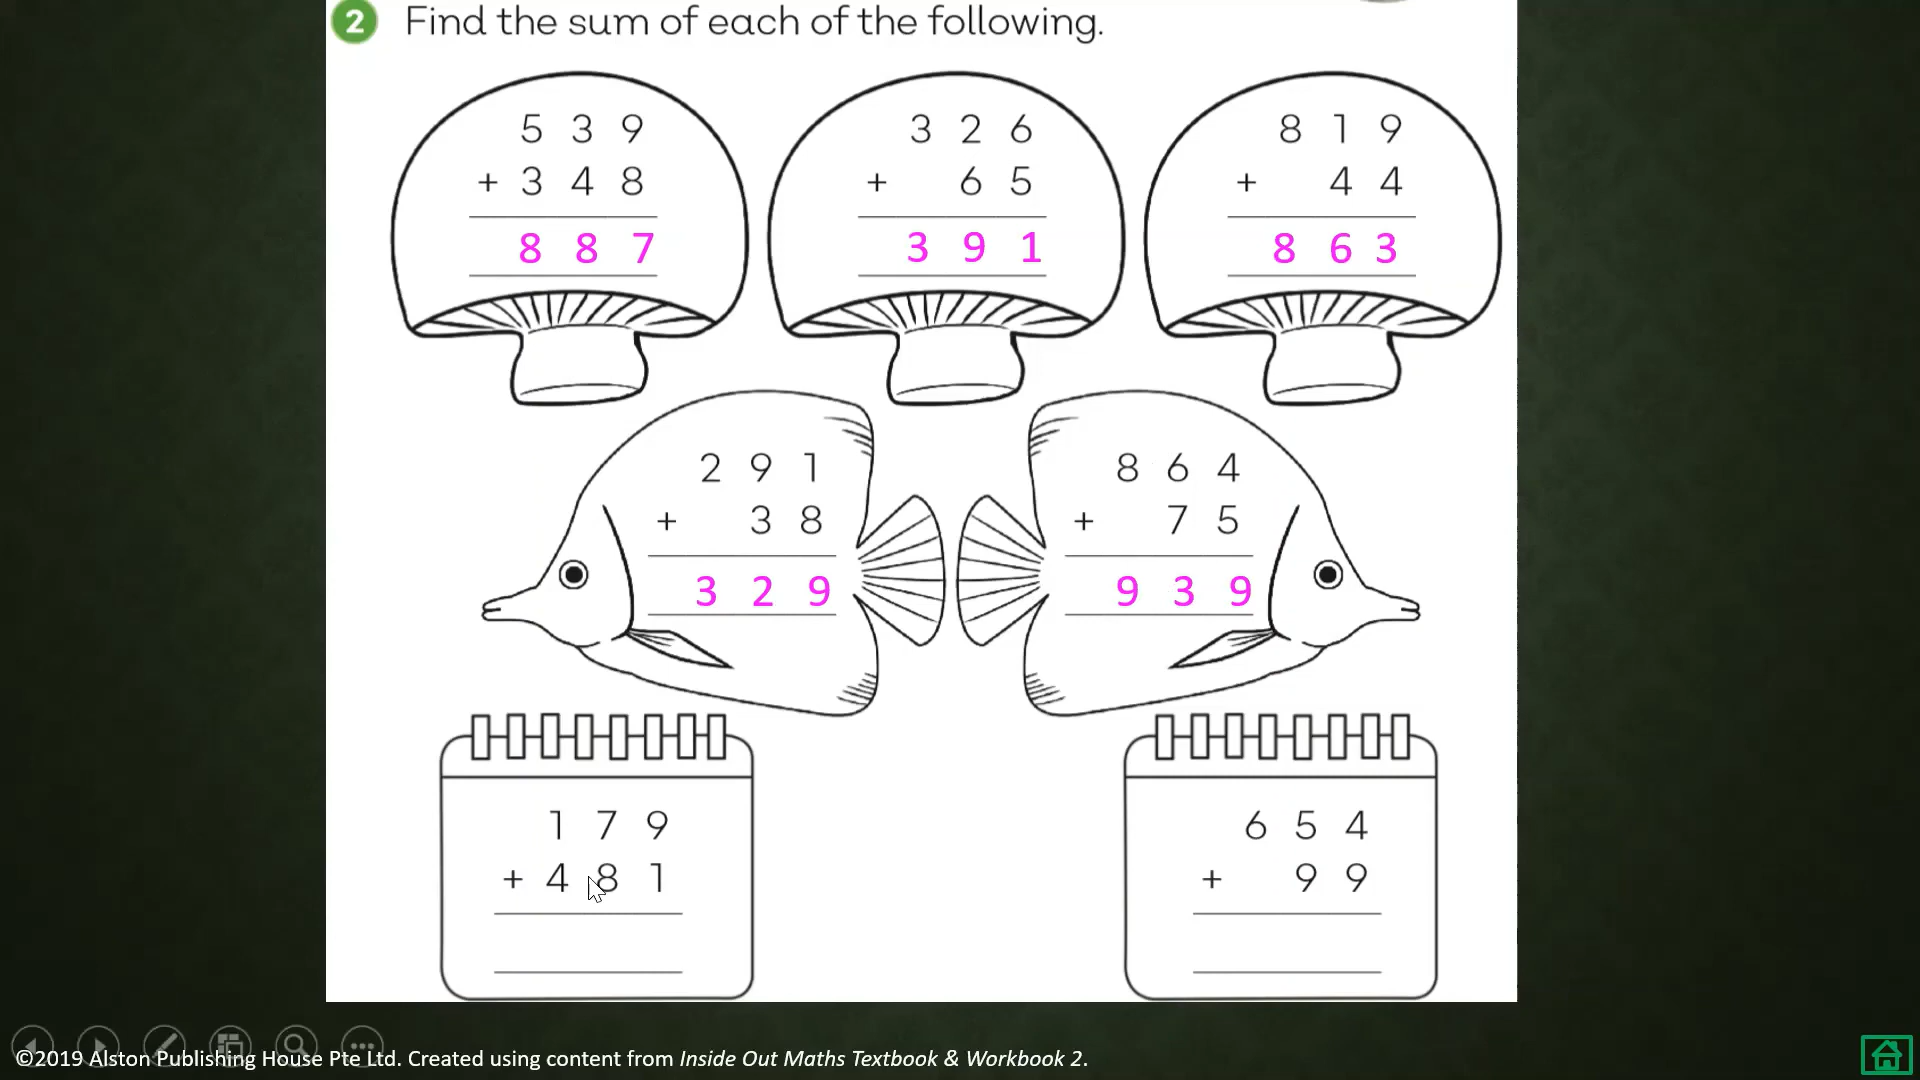 2 Find the sum of each of the following.
5 3 9
+ 3 4 8
8 8 7
3 2 6
+ 6 5
3 9 1
8 1 9
+ 4 4
8 6 3
2 9 1
+ 3 8
3 2 9
8 6 4
+ 7 5
9 3 9
1 7 9
+ 4 8 1
6 5 4
+ 9 9
©2019 Alston Publishing House Pte Ltd. Created using content from Inside Out Maths Textbook & Workbook 2.